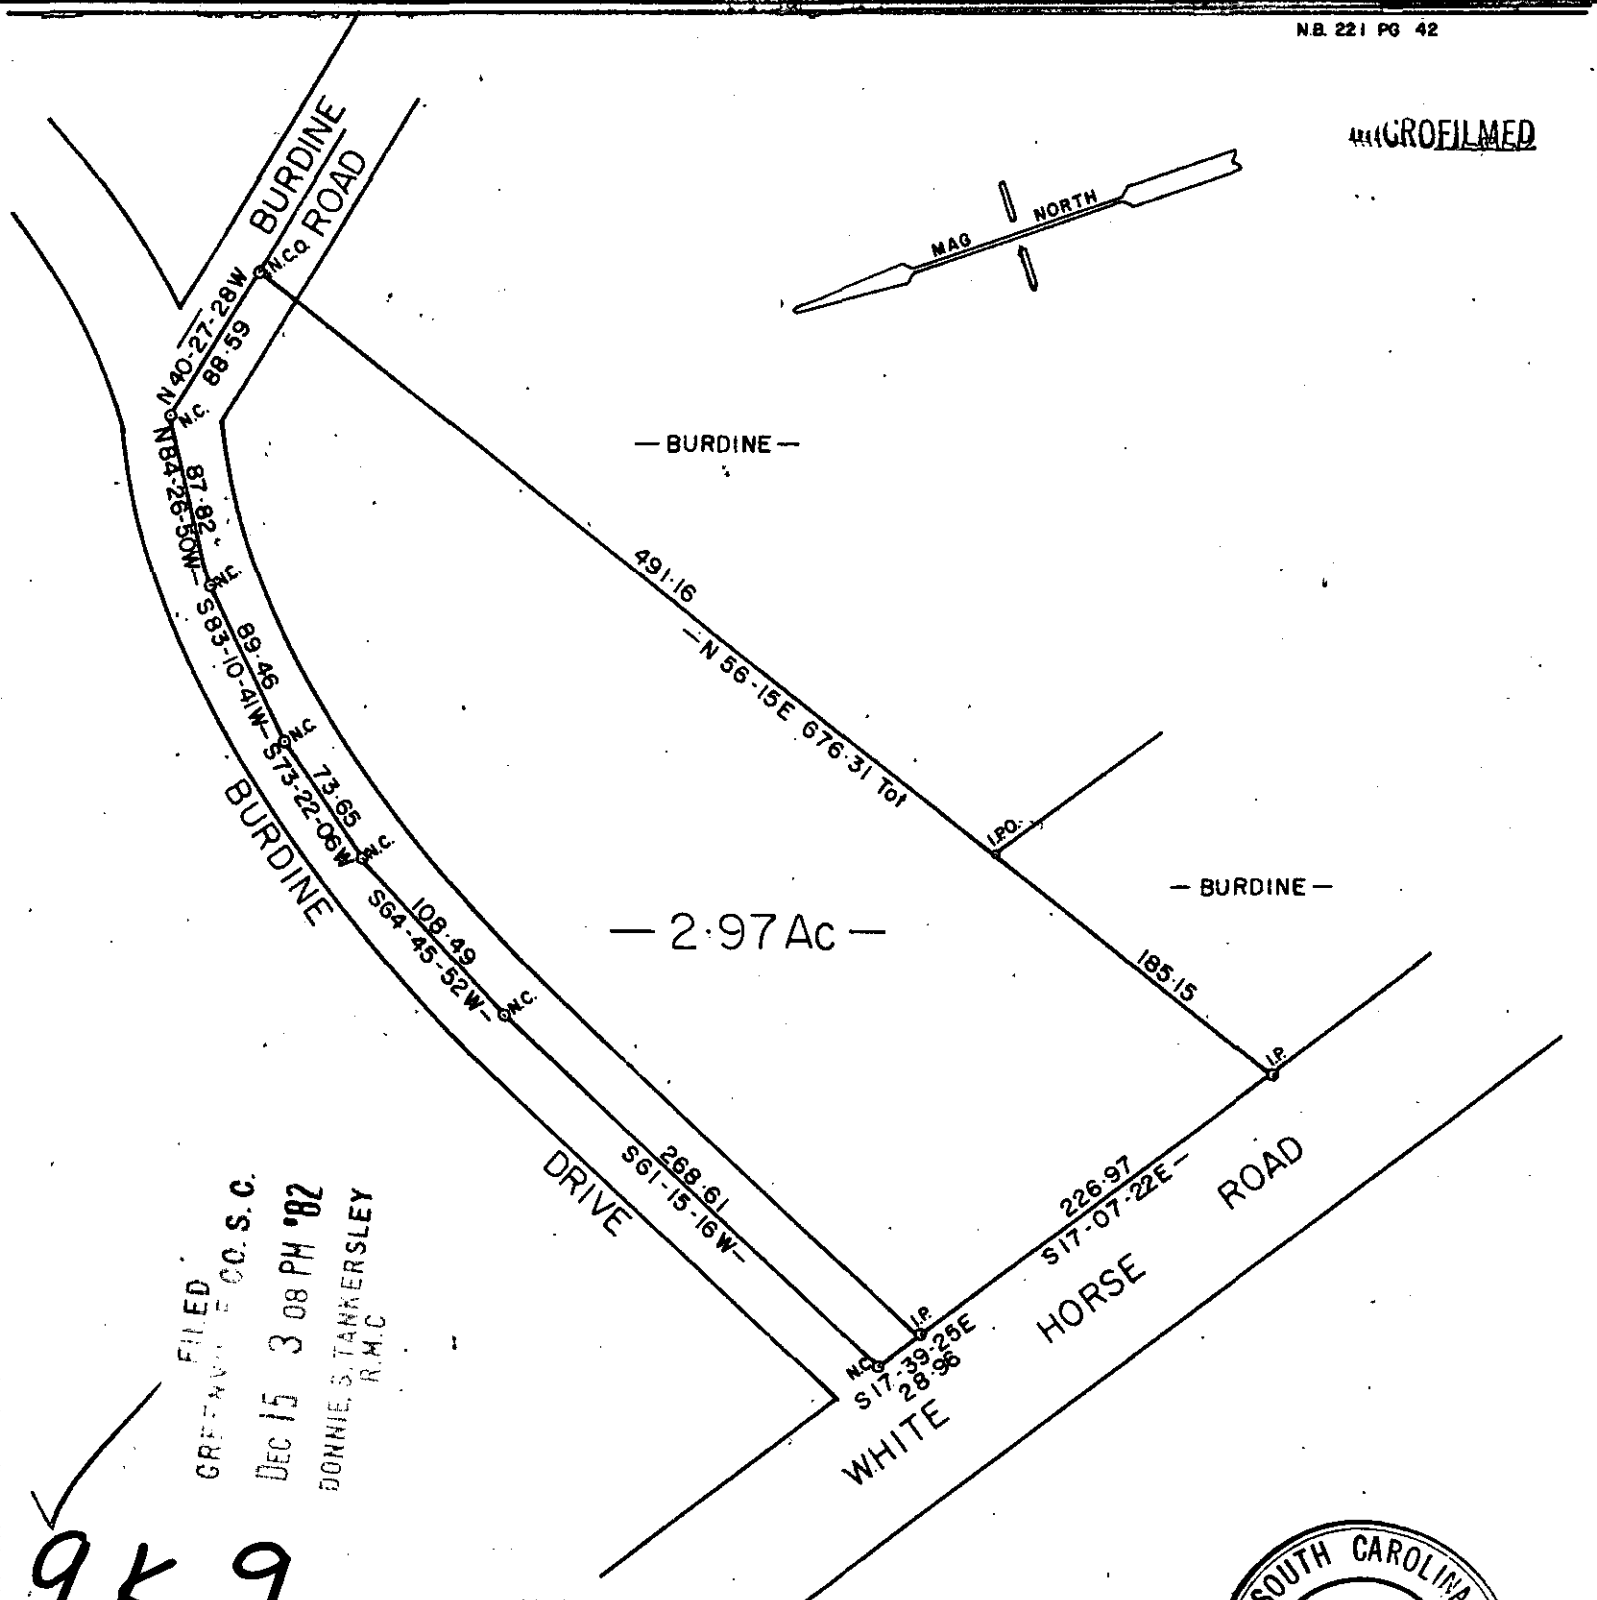 N.B. 221 PG 42
CROFILMED
BURDINE
ROAD
MAG NORTH
N.C.O.
N 40-27-28W
88.59
N.C.
N84-26-50W-
87.82
N.C.
S83-10-41W-
89.46
N.C.
S73-22-06W
73.65
N.C.
S64-45-52W-
108.49
N.C.
S61-15-16W-
268.61
BURDINE
DRIVE
— BURDINE —
491.16
—N 56-15E 676.31 Tot
I.P.O.
— BURDINE —
— 2.97 Ac —
185.15
I.P.
226.97
S17-07-22E-
I.P.
N.C.
S17-39-25E
28.96
WHITE HORSE ROAD
FILED
CO. S. C.
DEC 15 3 08 PM '82
DONNIE S. TANKERSLEY
R.M.C
9K 9
SOUTH CAROLINA